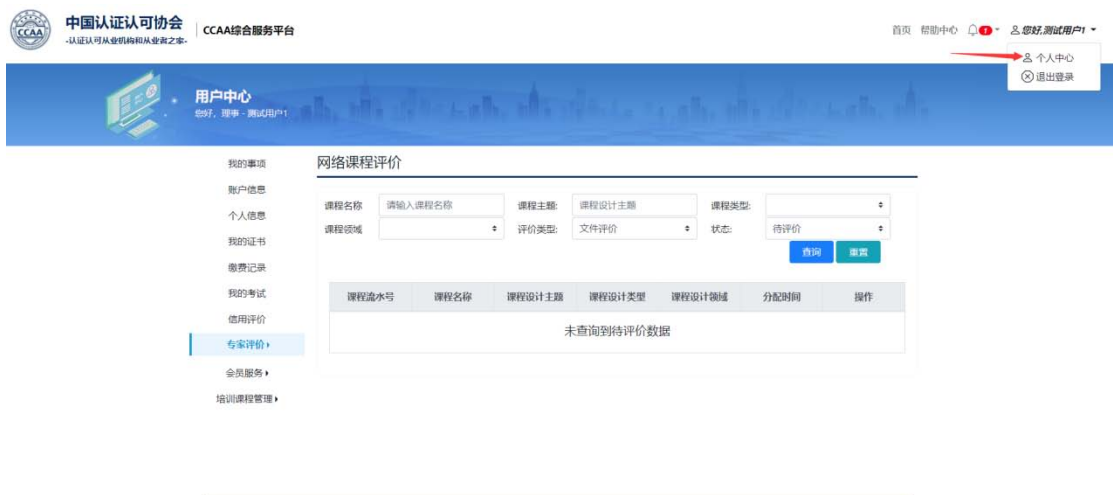 中国认证认可协会
-认证认可从业机构和从业者之家-
CCAA综合服务平台
首页 帮助中心 1 您好,测试用户1
个人中心
退出登录
CCAA
用户中心
您好，理事 - 测试用户1
我的事项
账户信息
个人信息
我的证书
缴费记录
我的考试
信用评价
专家评价
会员服务
培训课程管理
网络课程评价
课程名称 请输入课程名称 课程主题: 课程设计主题 课程类型:
课程领域 评价类型: 文件评价 状态: 待评价
查询 重置
课程流水号 课程名称 课程设计主题 课程设计类型 课程设计领域 分配时间 操作
未查询到待评价数据